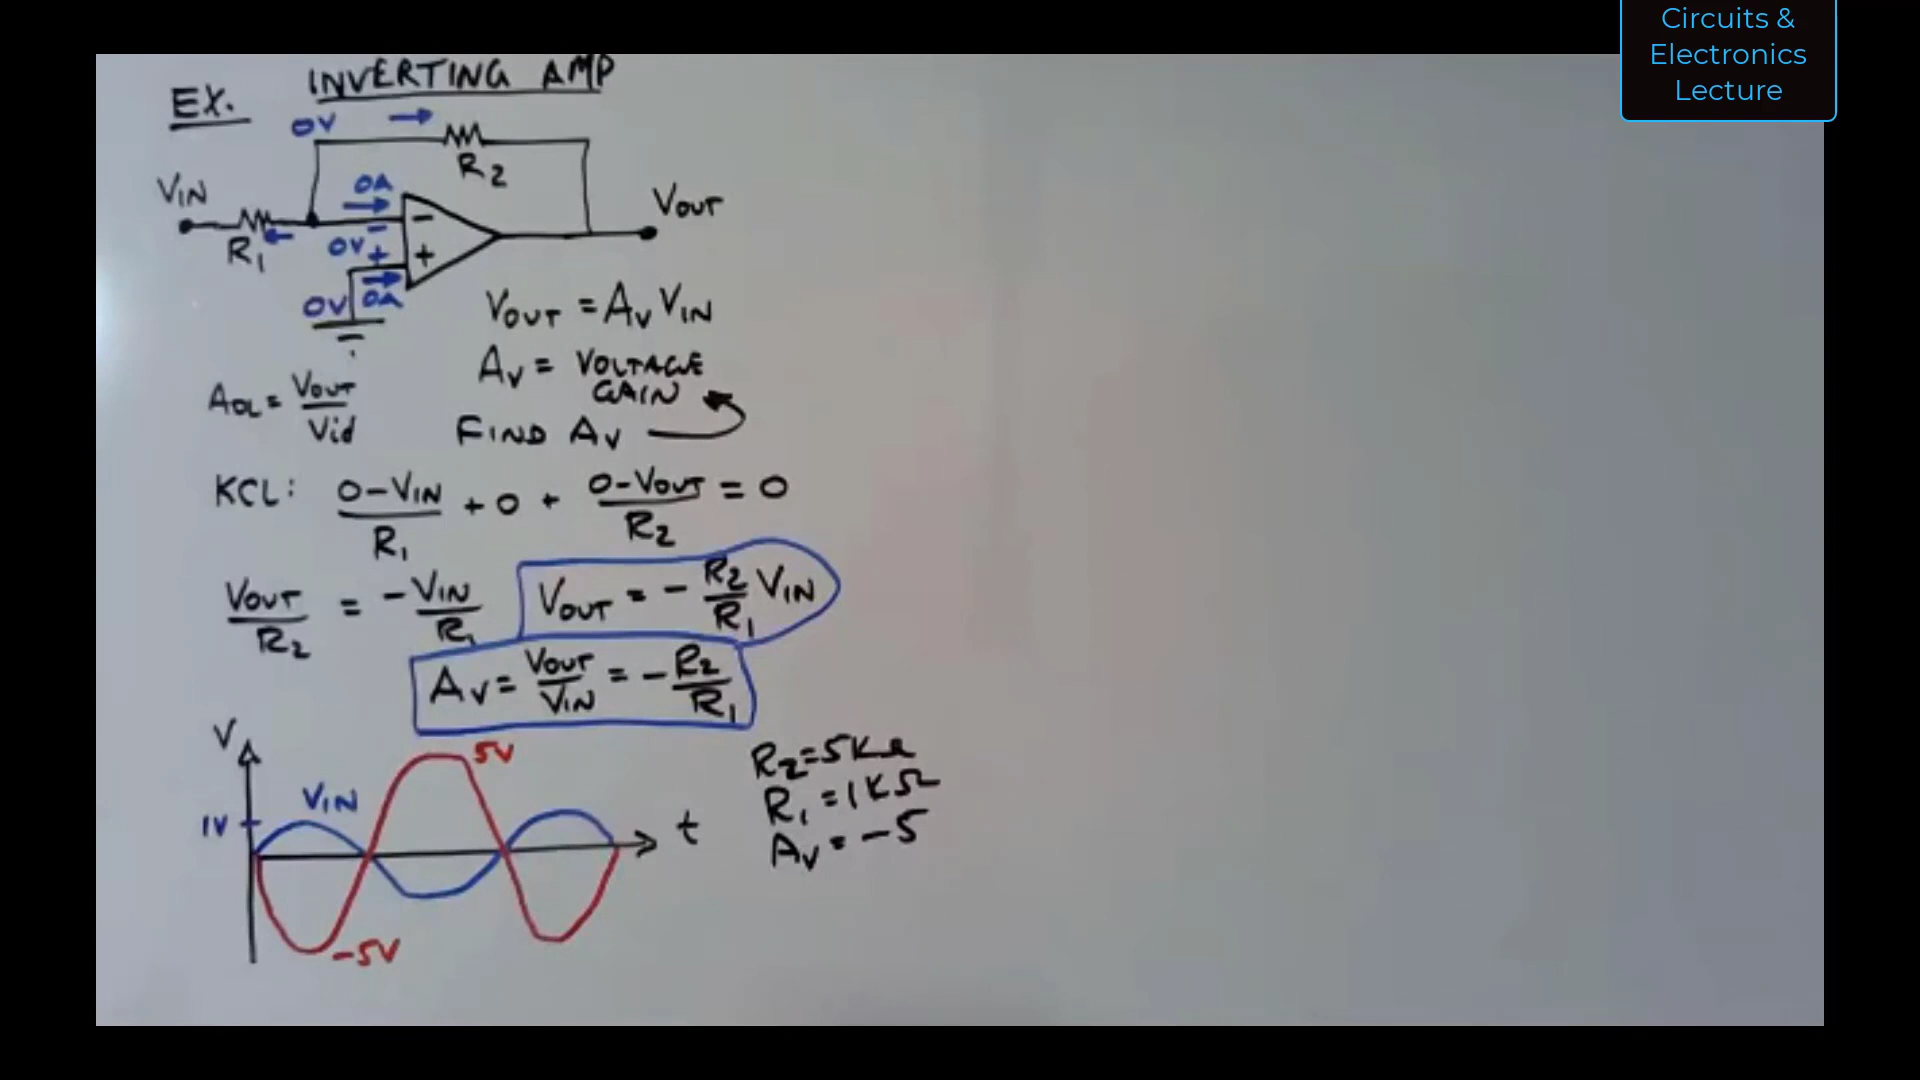 Circuits &
Electronics
Lecture
EX. INVERTING AMP
0V
R2
VIN
0A
VOUT
−
−
R1
0V
+
+
0V
0A
VOUT = AV VIN
AV = VOLTAGE
GAIN
AOL = VOUT / Vid
FIND AV
KCL: (0−VIN)/R1 + 0 + (0−VOUT)/R2 = 0
VOUT/R2 = −VIN/R1
VOUT = − R2/R1 VIN
AV = VOUT/VIN = − R2/R1
V
5V
R2=5KΩ
VIN
R1=1KΩ
1V
t
AV = −5
−5V